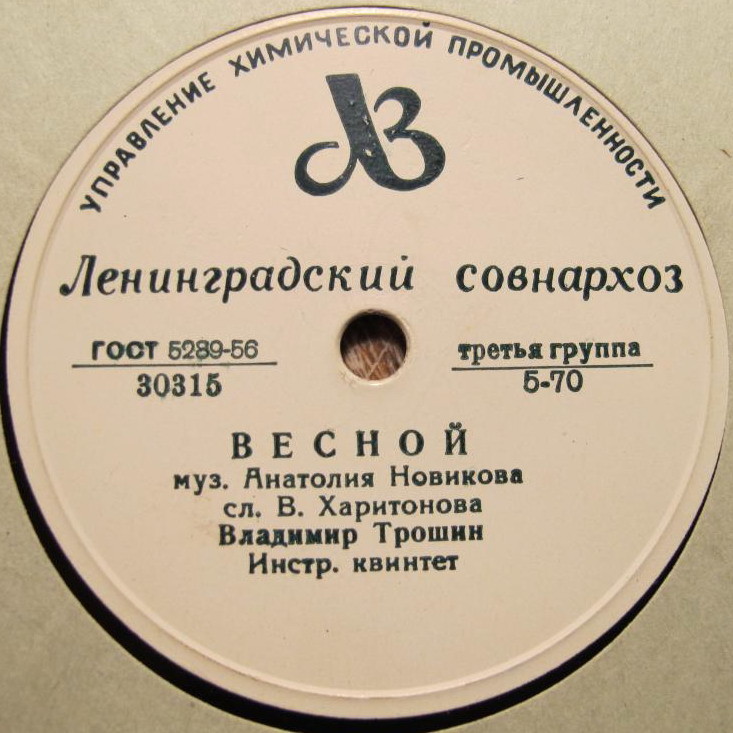 УПРАВЛЕНИЕ ХИМИЧЕСКОЙ ПРОМЫШЛЕННОСТИ
ЛЗ
Ленинградский совнархоз
ГОСТ 5289-56 третья группа
30315 5-70
ВЕСНОЙ
муз. Анатолия Новикова
сл. В. Харитонова
Владимир Трошин
Инстр. квинтет